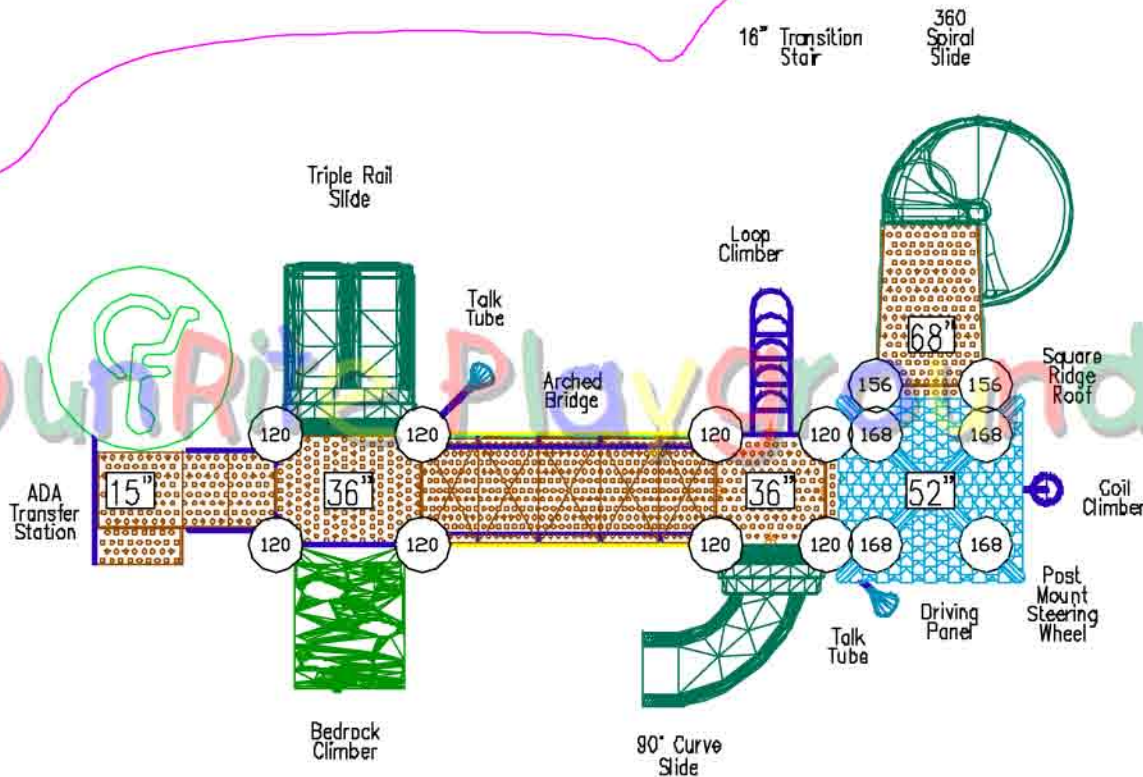 16" Transition
Stair
360
Spiral
Slide
Triple Rail
Slide
Loop
Climber
Talk
Tube
Arched
Bridge
68"
Square
Ridge
Roof
156
156
120
120
120
120
168
168
ounRite Playground
ADA
Transfer
Station
15"
36"
36"
52"
Coil
Climber
120
120
120
120
168
168
Talk
Tube
Driving
Panel
Post
Mount
Steering
Wheel
Bedrock
Climber
90° Curve
Slide